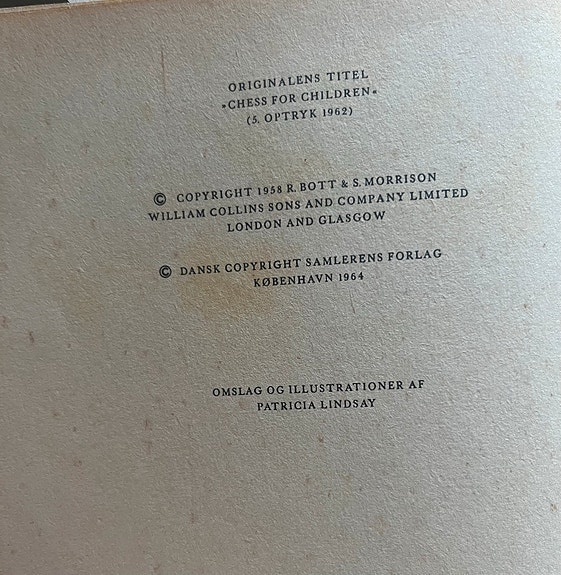 ORIGINALENS TITEL
»CHESS FOR CHILDREN«
(5. OPTRYK 1962)
© COPYRIGHT 1958 R. BOTT & S. MORRISON
WILLIAM COLLINS SONS AND COMPANY LIMITED
LONDON AND GLASGOW
© DANSK COPYRIGHT SAMLERENS FORLAG
KØBENHAVN 1964
OMSLAG OG ILLUSTRATIONER AF
PATRICIA LINDSAY